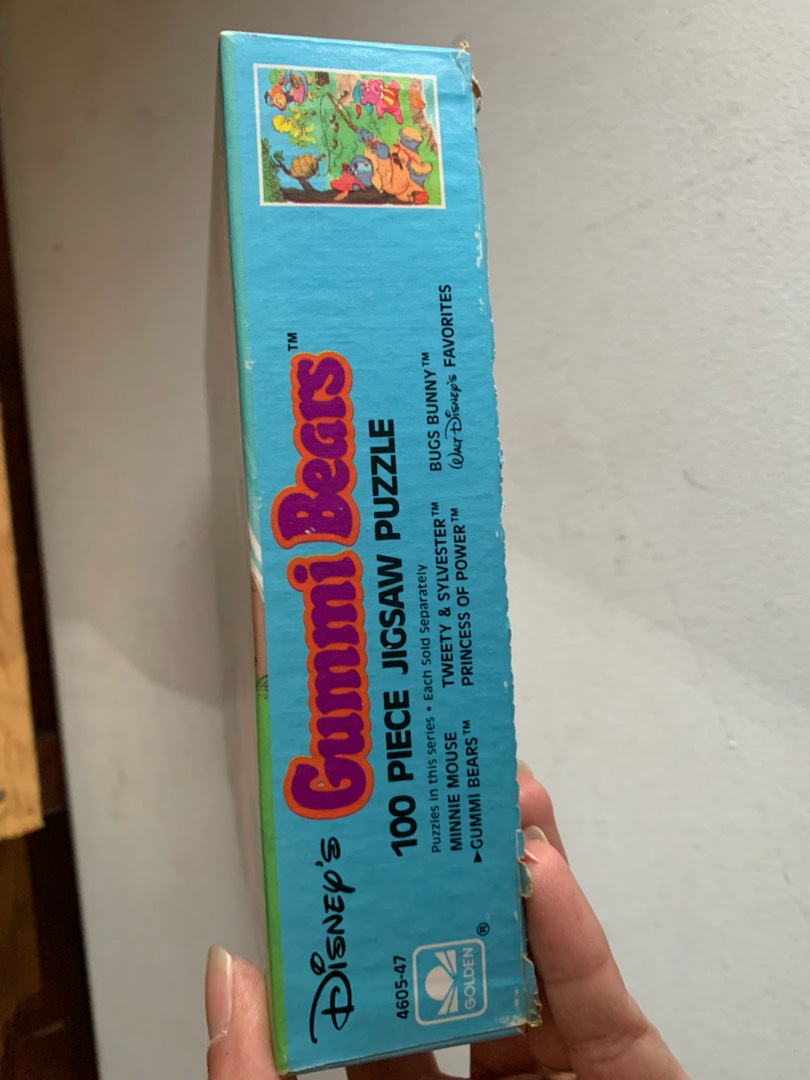 Disney's Gummi Bears™
100 PIECE JIGSAW PUZZLE
Puzzles in this series • Each sold separately
MINNIE MOUSE TWEETY & SYLVESTER™ BUGS BUNNY™
▶GUMMI BEARS™ PRINCESS OF POWER™ Walt Disney's FAVORITES
4605-47
GOLDEN®